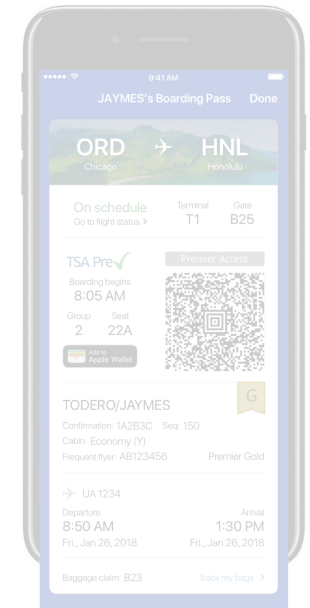 9:41 AM
JAYMES's Boarding Pass Done
ORD HNL
Chicago Honolulu
On schedule Terminal Gate
Go to flight status > T1 B25
TSA Pre✓ Premier Access
Boarding begins
8:05 AM
Group Seat
2 22A
Add to
Apple Wallet
G
TODERO/JAYMES
Confirmation: 1A2B3C Seq: 150
Cabin: Economy (Y)
Frequent flyer: AB123456 Premier Gold
UA 1234
Departure Arrival
8:50 AM 1:30 PM
Fri., Jan 26, 2018 Fri., Jan 26, 2018
Baggage claim: B23 Track my bags >